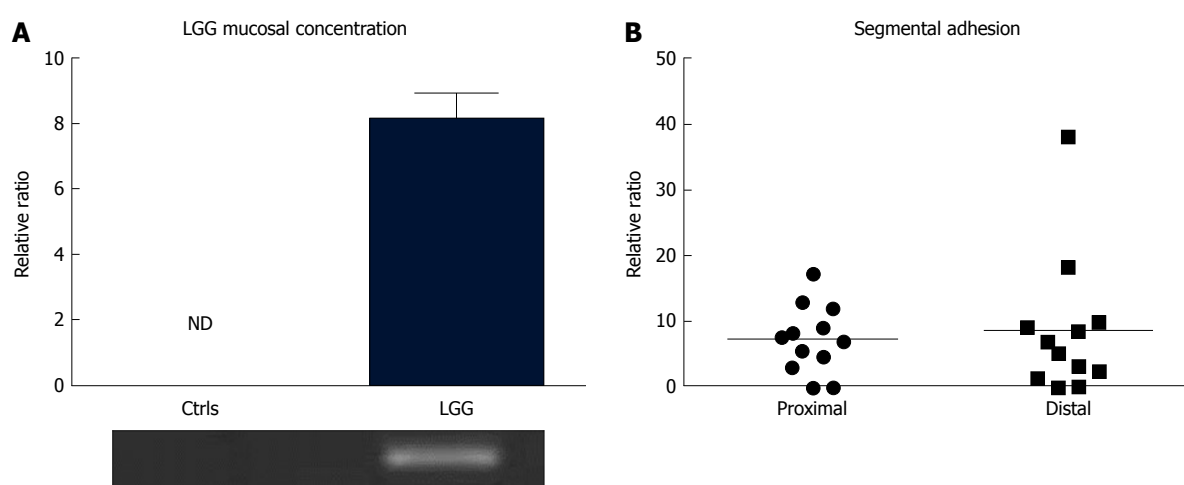 A
LGG mucosal concentration
10
8
6
4
2
0
Relative ratio
ND
Ctrls
LGG
B
Segmental adhesion
50
40
30
20
10
0
Relative ratio
Proximal
Distal